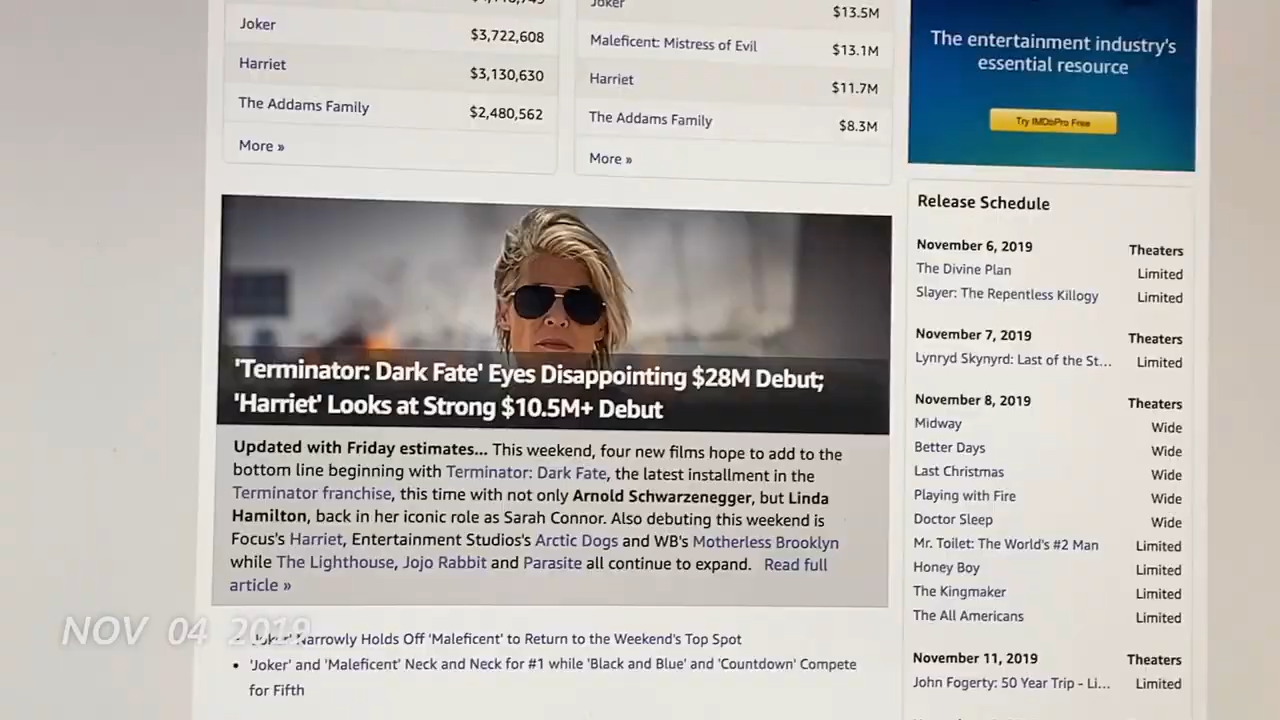 Joker $3,722,608
Harriet $3,130,630
The Addams Family $2,480,562
More »
Joker $13.5M
Maleficent: Mistress of Evil $13.1M
Harriet $11.7M
The Addams Family $8.3M
More »
The entertainment industry's
essential resource
Try IMDbPro Free
'Terminator: Dark Fate' Eyes Disappointing $28M Debut;
'Harriet' Looks at Strong $10.5M+ Debut
Updated with Friday estimates... This weekend, four new films hope to add to the
bottom line beginning with Terminator: Dark Fate, the latest installment in the
Terminator franchise, this time with not only Arnold Schwarzenegger, but Linda
Hamilton, back in her iconic role as Sarah Connor. Also debuting this weekend is
Focus's Harriet, Entertainment Studios's Arctic Dogs and WB's Motherless Brooklyn
while The Lighthouse, Jojo Rabbit and Parasite all continue to expand. Read full
article »
• 'Joker' Narrowly Holds Off 'Maleficent' to Return to the Weekend's Top Spot
• 'Joker' and 'Maleficent' Neck and Neck for #1 while 'Black and Blue' and 'Countdown' Compete
for Fifth
NOV 04 2019
Release Schedule
November 6, 2019 Theaters
The Divine Plan Limited
Slayer: The Repentless Killogy Limited
November 7, 2019 Theaters
Lynryd Skynyrd: Last of the St... Limited
November 8, 2019 Theaters
Midway Wide
Better Days Wide
Last Christmas Wide
Playing with Fire Wide
Doctor Sleep Wide
Mr. Toilet: The World's #2 Man Limited
Honey Boy Limited
The Kingmaker Limited
The All Americans Limited
November 11, 2019 Theaters
John Fogerty: 50 Year Trip - Li... Limited